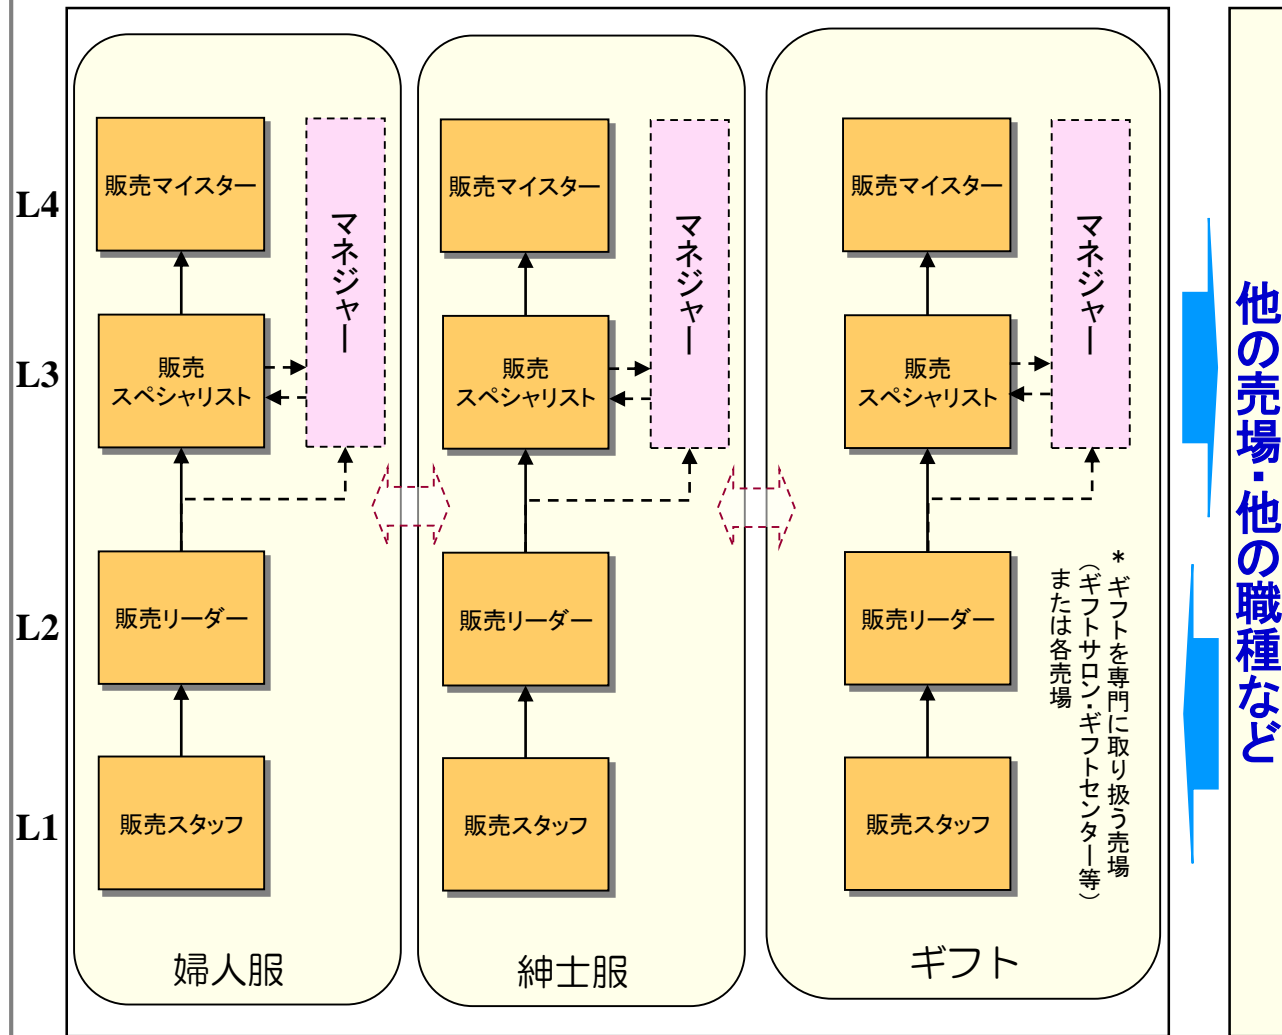 L4
L3
L2
L1
販売マイスター
マネジャー
販売
スペシャリスト
販売リーダー
販売スタッフ
婦人服
販売マイスター
マネジャー
販売
スペシャリスト
販売リーダー
販売スタッフ
紳士服
販売マイスター
マネジャー
販売
スペシャリスト
販売リーダー
販売スタッフ
＊ギフトを専門に取り扱う売場
（ギフトサロン・ギフトセンター等）
または各売場
ギフト
他の売場・他の職種など